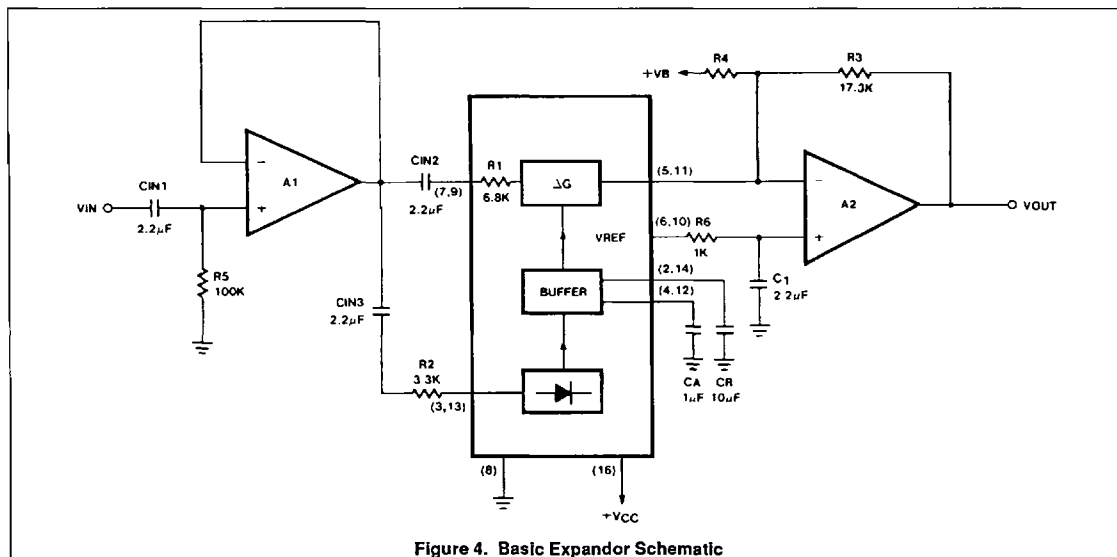 R4
R3
+VB
17.3K
CIN1
VIN
2.2µF
R5
100K
-
+
A1
CIN2
(7,9)
2.2µF
R1
6.8K
ΔG
(5,11)
VREF
(6,10) R6
1K
-
+
A2
VOUT
C1
2.2µF
BUFFER
(2,14)
(4,12)
CIN3
2.2µF
R2
3.3K
(3,13)
CA
1µF
CR
10µF
(8)
(16)
+VCC
Figure 4. Basic Expandor Schematic